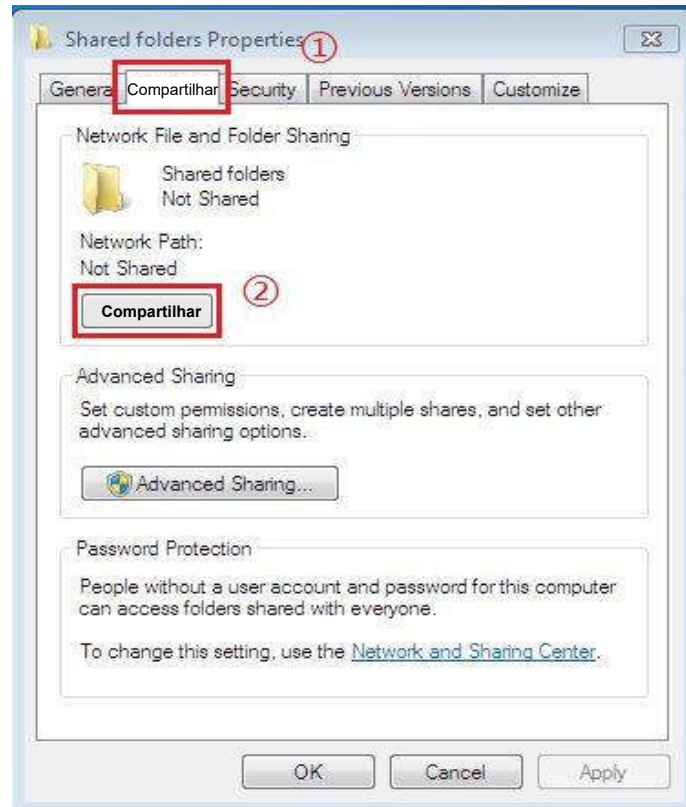 Shared folders Properties
①
General Compartilhar Security Previous Versions Customize
Network File and Folder Sharing
Shared folders
Not Shared
Network Path:
Not Shared
②
Compartilhar
Advanced Sharing
Set custom permissions, create multiple shares, and set other
advanced sharing options.
Advanced Sharing...
Password Protection
People without a user account and password for this computer
can access folders shared with everyone.
To change this setting, use the Network and Sharing Center.
OK Cancel Apply